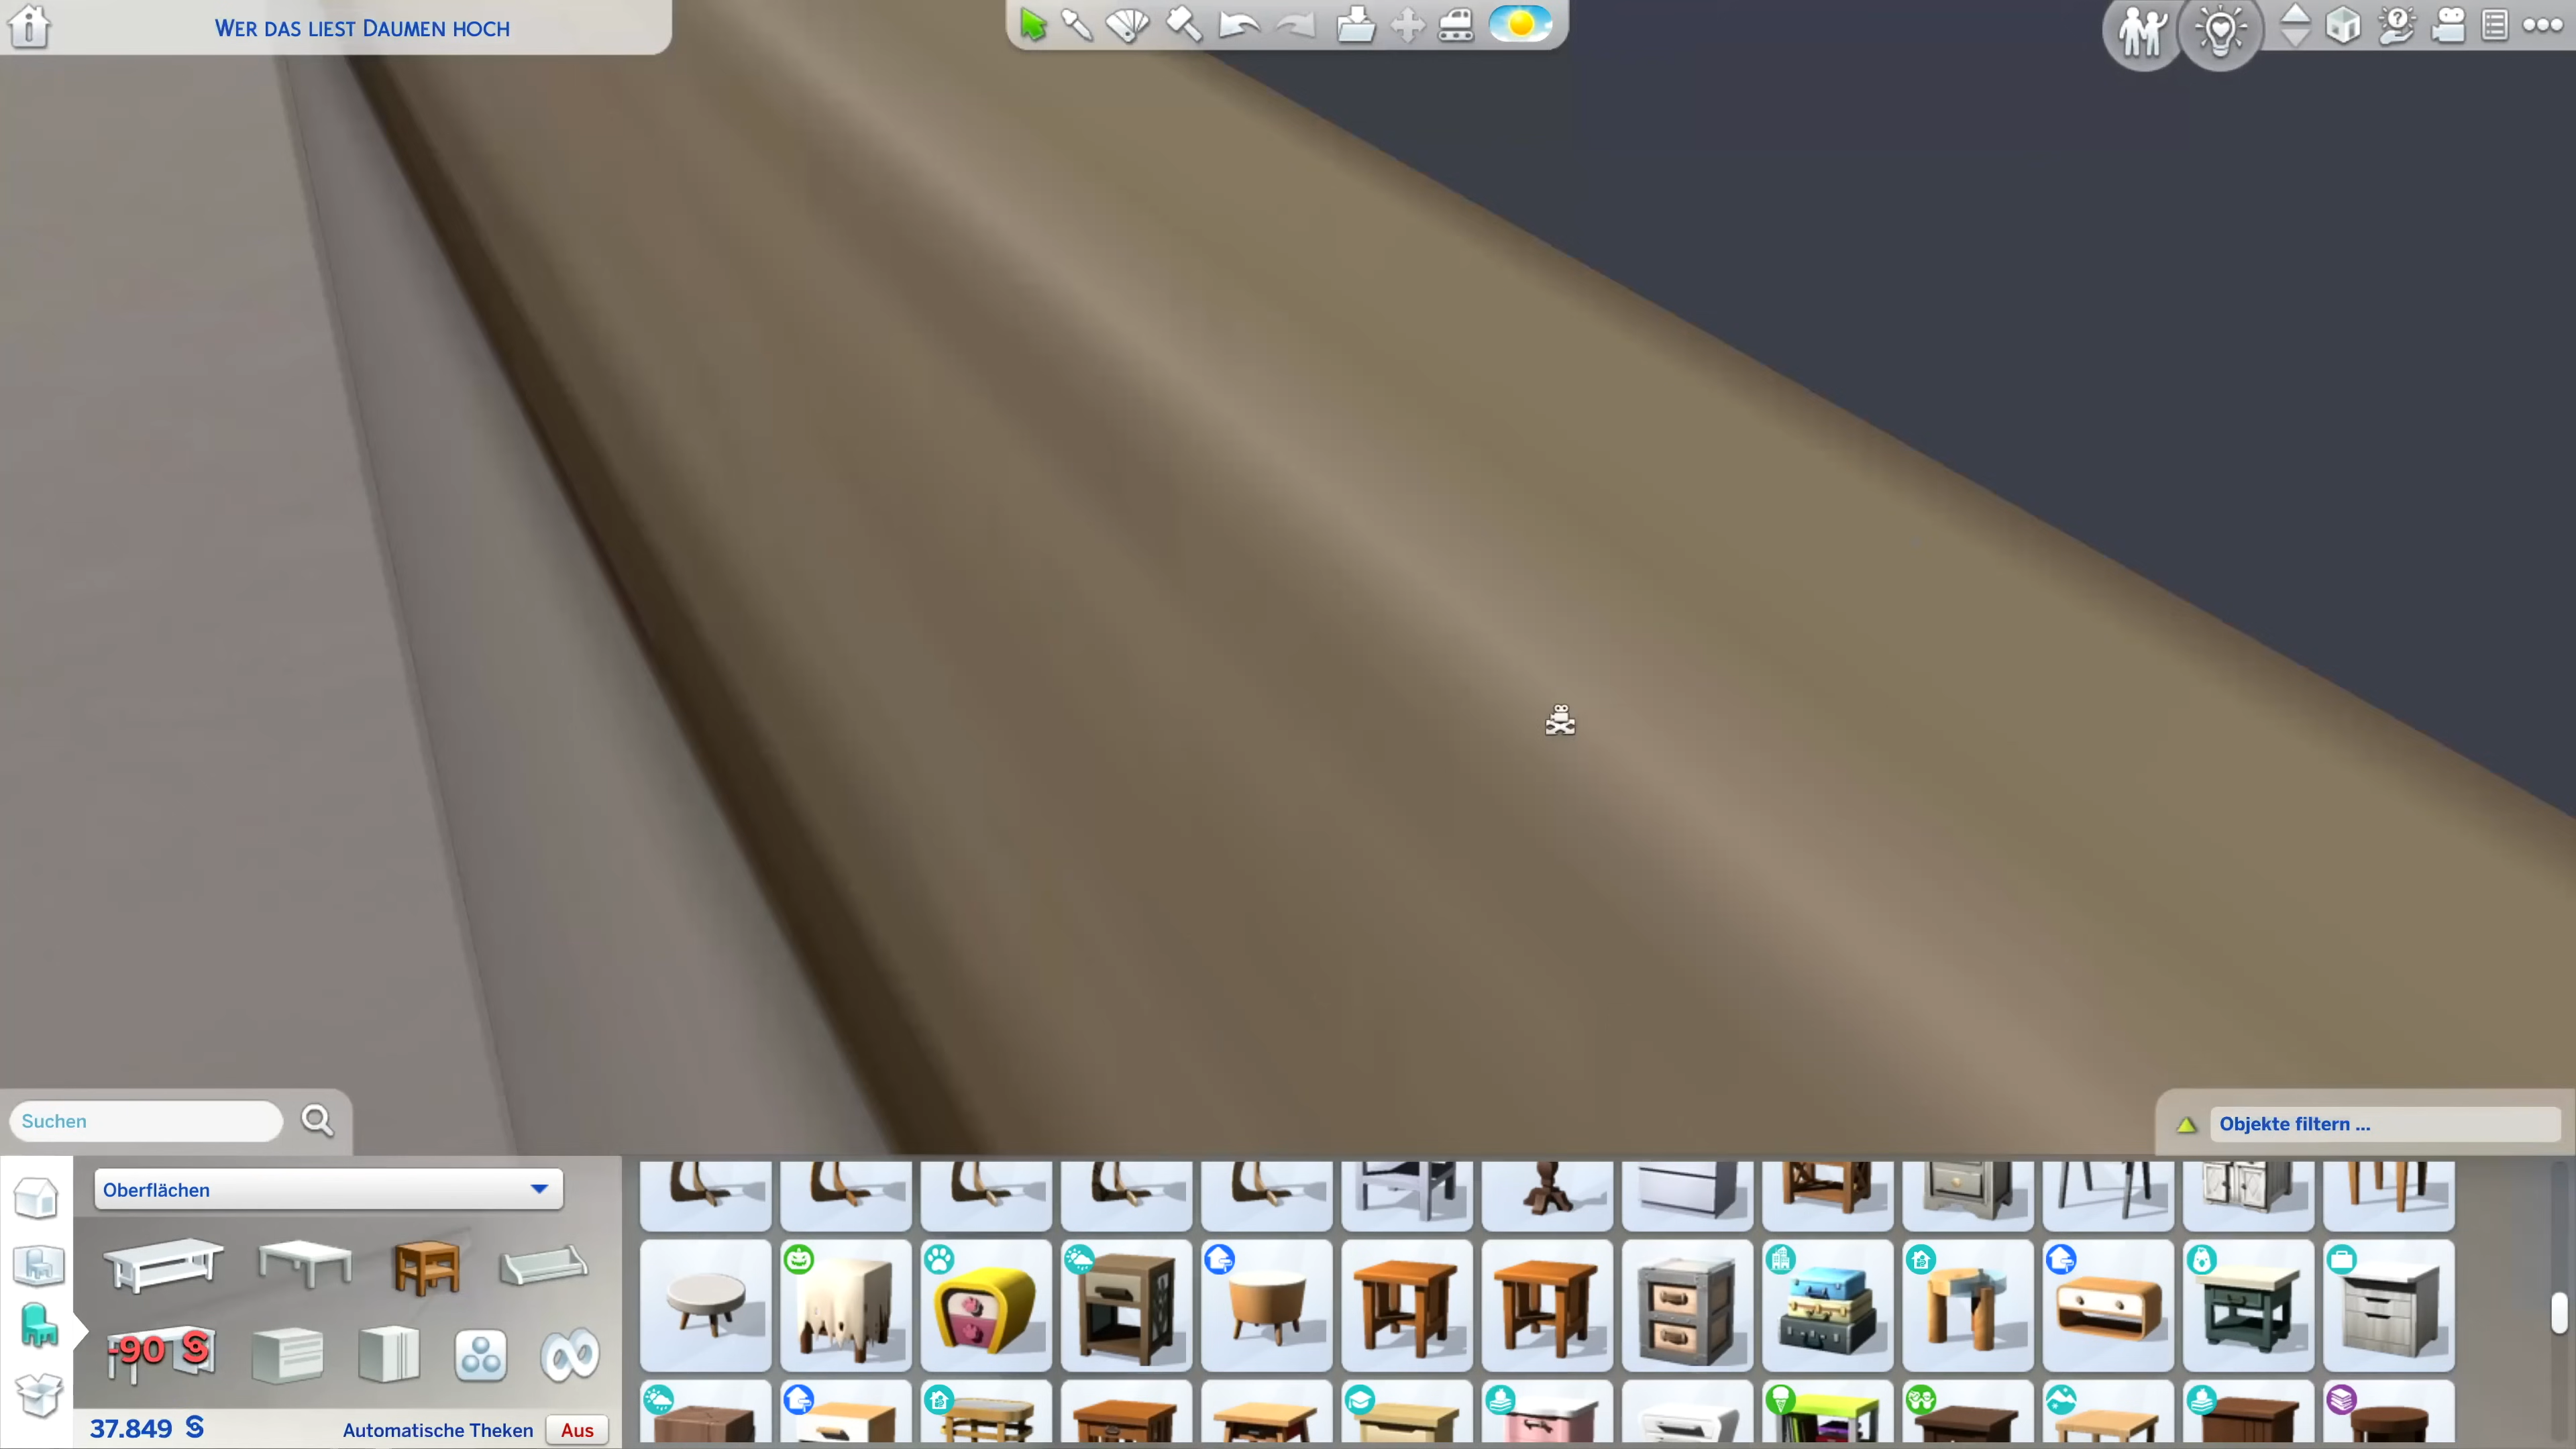 Wer das liest Daumen hoch
Suchen
Objekte filtern ...
Oberflächen
-90 §
37.849 §
Automatische Theken Aus